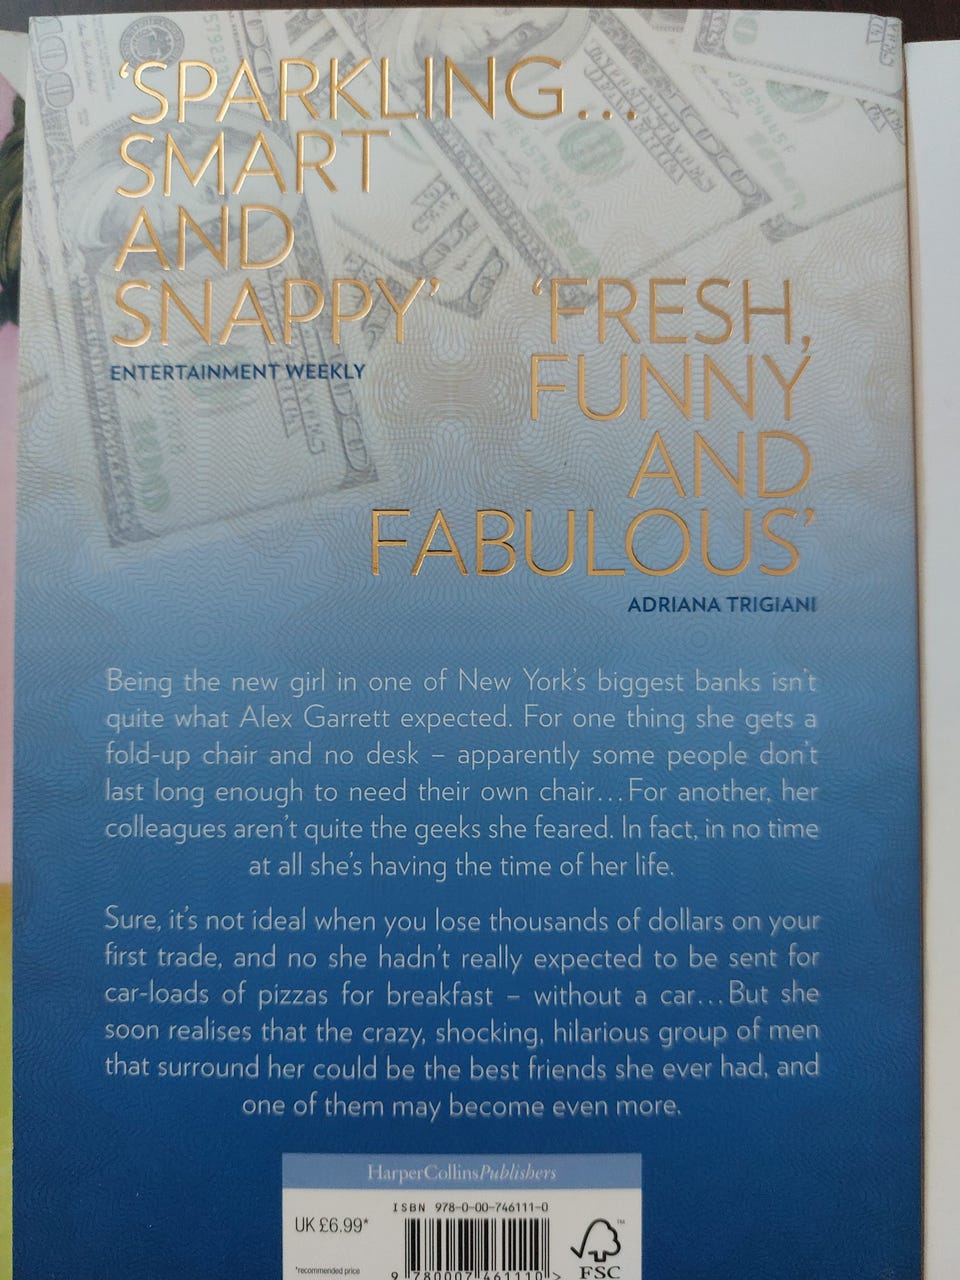 ‘SPARKLING...
SMART
AND
SNAPPY’
ENTERTAINMENT WEEKLY
‘FRESH,
FUNNY
AND
FABULOUS’
ADRIANA TRIGIANI
Being the new girl in one of New York’s biggest banks isn’t
quite what Alex Garrett expected. For one thing she gets a
fold-up chair and no desk – apparently some people don’t
last long enough to need their own chair...For another, her
colleagues aren’t quite the geeks she feared. In fact, in no time
at all she’s having the time of her life.
Sure, it’s not ideal when you lose thousands of dollars on your
first trade, and no she hadn’t really expected to be sent for
car-loads of pizzas for breakfast – without a car...But she
soon realises that the crazy, shocking, hilarious group of men
that surround her could be the best friends she ever had, and
one of them may become even more.
HarperCollinsPublishers
ISBN 978-0-00-746111-0
UK £6.99*
*recommended price
9 780007 461110 >
™
FSC